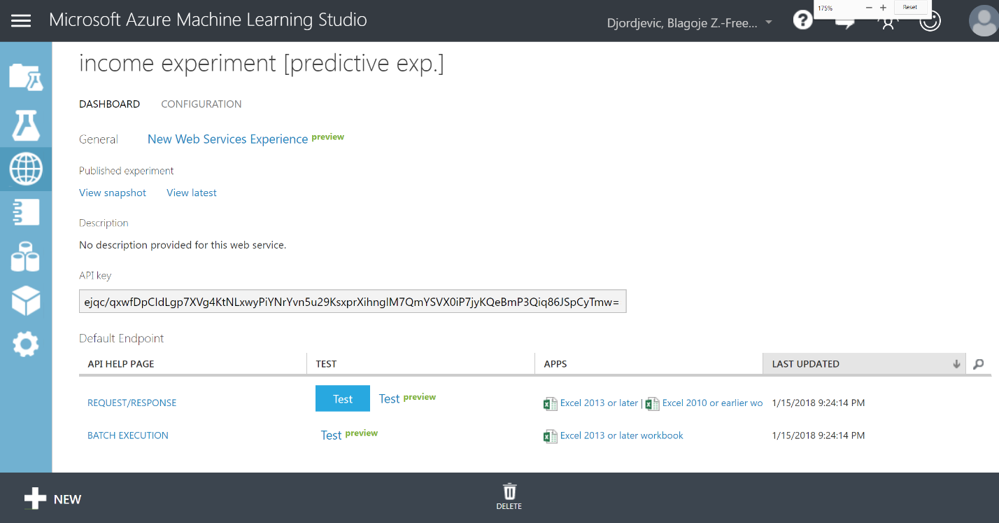 Microsoft Azure Machine Learning Studio
Djordjevic, Blagoje Z.-Free...
175%
Reset
income experiment [predictive exp.]
DASHBOARD CONFIGURATION
General New Web Services Experience preview
Published experiment
View snapshot View latest
Description
No description provided for this web service.
API key
ejqc/qxwfDpCIdLgp7XVg4KtNLxwyPiYNrYvn5u29KsxprXihnglM7QmYSVX0iP7jyKQeBmP3Qiq86JSpCyTmw=
Default Endpoint
API HELP PAGE TEST APPS LAST UPDATED
REQUEST/RESPONSE Test Test preview Excel 2013 or later | Excel 2010 or earlier wo 1/15/2018 9:24:14 PM
BATCH EXECUTION Test preview Excel 2013 or later workbook 1/15/2018 9:24:14 PM
NEW
DELETE